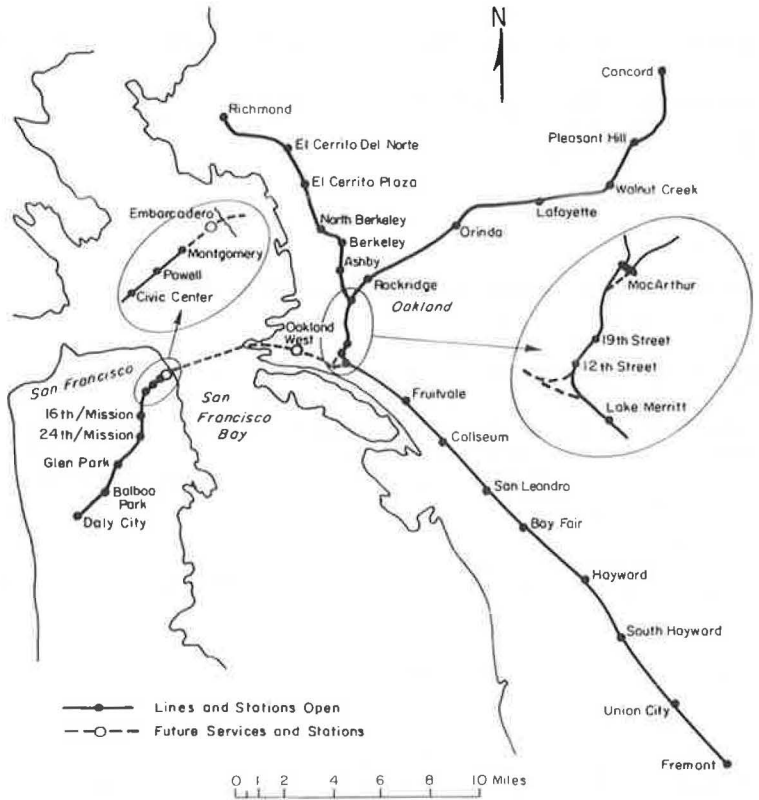 N
Concord
Richmond
Pleasant Hill
El Cerrito Del Norte
El Cerrito Plaza
Walnut Creek
Lafayette
Embarcadero
North Berkeley
Orinda
Berkeley
Montgomery
Ashby
Powell
Rockridge
MacArthur
Civic Center
Oakland
Oakland
West
19th Street
12th Street
San Francisco
San
Francisco
Bay
Fruitvale
Lake Merritt
16th/Mission
24th/Mission
Coliseum
Glen Park
San Leandro
Balboa
Park
Daly City
Bay Fair
Hayward
South Hayward
Lines and Stations Open
Union City
Future Services and Stations
Fremont
0 1 2 4 6 8 10 Miles